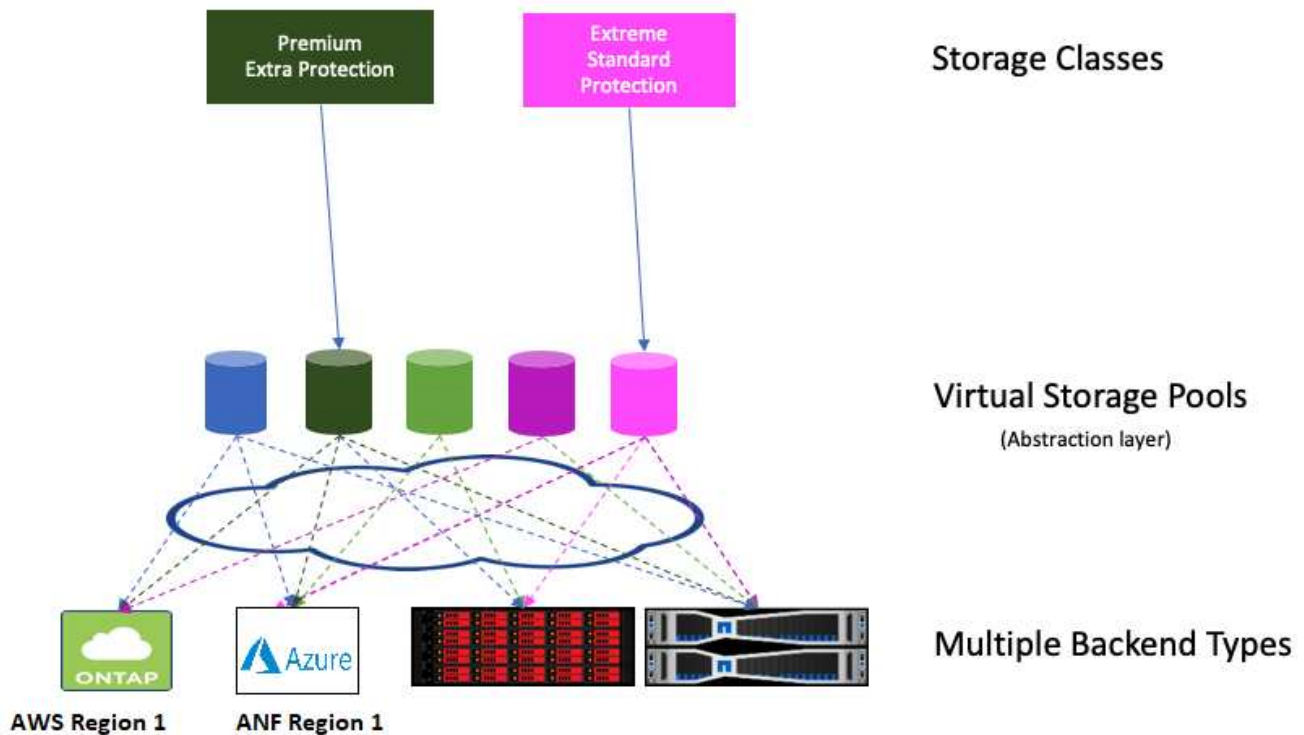 Premium
Extra Protection
Extreme
Standard
Protection
Storage Classes
Virtual Storage Pools
(Abstraction layer)
ONTAP
Azure
Multiple Backend Types
AWS Region 1
ANF Region 1